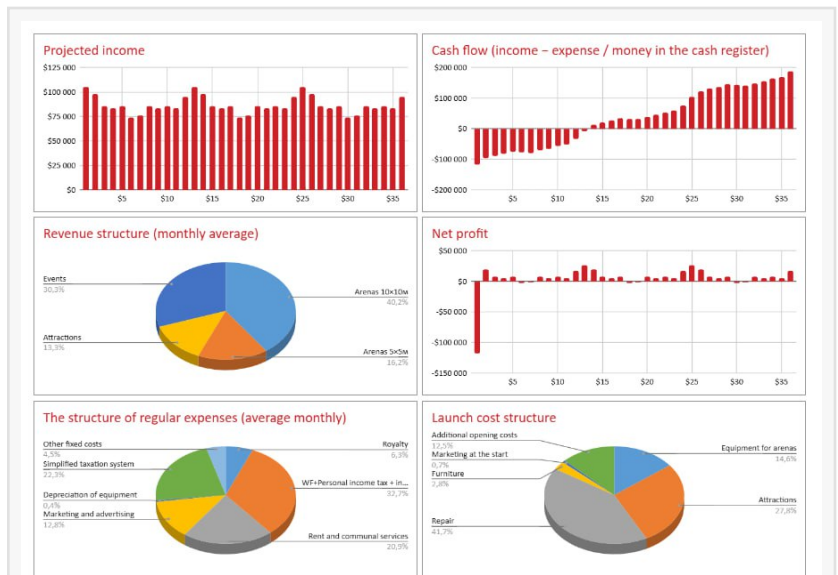 Projected income
$125 000
$100 000
$75 000
$50 000
$25 000
$0
$5
$10
$15
$20
$25
$30
$35
Cash flow (income – expense / money in the cash register)
$200 000
$100 000
$0
-$100 000
-$200 000
$5
$10
$15
$20
$25
$30
$35
Revenue structure (monthly average)
Events
30,3%
Arenas 10×10м
40,2%
Attractions
13,3%
Arenas 5×5м
16,2%
Net profit
$50 000
$0
-$50 000
-$100 000
-$150 000
$5
$10
$15
$20
$25
$30
$35
The structure of regular expenses (average monthly)
Other fixed costs
4,5%
Royalty
6,3%
Simplified taxation system
22,3%
WF+Personal income tax + in...
32,7%
Depreciation of equipment
0,4%
Marketing and advertising
12,8%
Rent and communal services
20,9%
Launch cost structure
Additional opening costs
12,5%
Equipment for arenas
14,6%
Marketing at the start
0,7%
Furniture
2,8%
Attractions
27,8%
Repair
41,7%